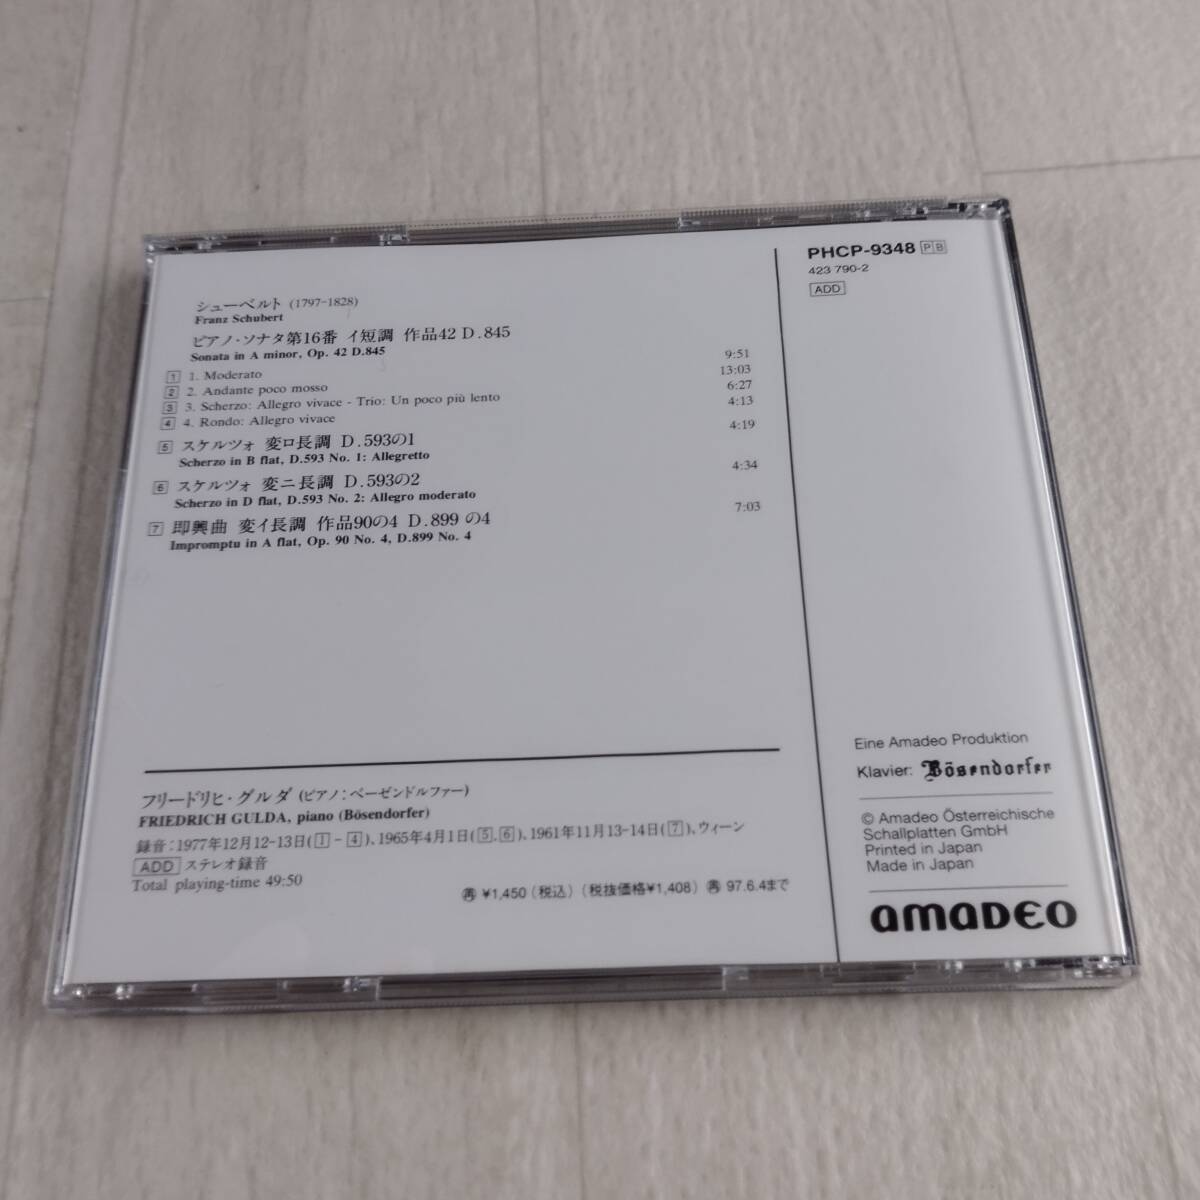 シューベルト (1797-1828)
Franz Schubert
ピアノ・ソナタ第16番 イ短調 作品42 D.845
Sonata in A minor, Op. 42 D.845
1 1. Moderato 9:51
2 2. Andante poco mosso 13:03
3 3. Scherzo: Allegro vivace - Trio: Un poco più lento 6:27
4 4. Rondo: Allegro vivace 4:13
5 スケルツォ 変ロ長調 D.593の1 4:19
Scherzo in B flat, D.593 No. 1: Allegretto
6 スケルツォ 変ニ長調 D.593の2 4:34
Scherzo in D flat, D.593 No. 2: Allegro moderato
7 即興曲 変イ長調 作品90の4 D.899 の4 7:03
Impromptu in A flat, Op. 90 No. 4, D.899 No. 4
フリードリヒ・グルダ (ピアノ:ベーゼンドルファー)
FRIEDRICH GULDA, piano (Bösendorfer)
録音:1977年12月12-13日(1-4)、1965年4月1日(5,6)、1961年11月13-14日(7)、ウィーン
ADD ステレオ録音
Total playing-time 49:50
㋫ ¥1,450 (税込) (税抜価格¥1,408) ㋫ 97.6.4まで
PHCP-9348 PB
423 790-2
ADD
Eine Amadeo Produktion
Klavier: Bösendorfer
© Amadeo Österreichische
Schallplatten GmbH
Printed in Japan
Made in Japan
amadeo